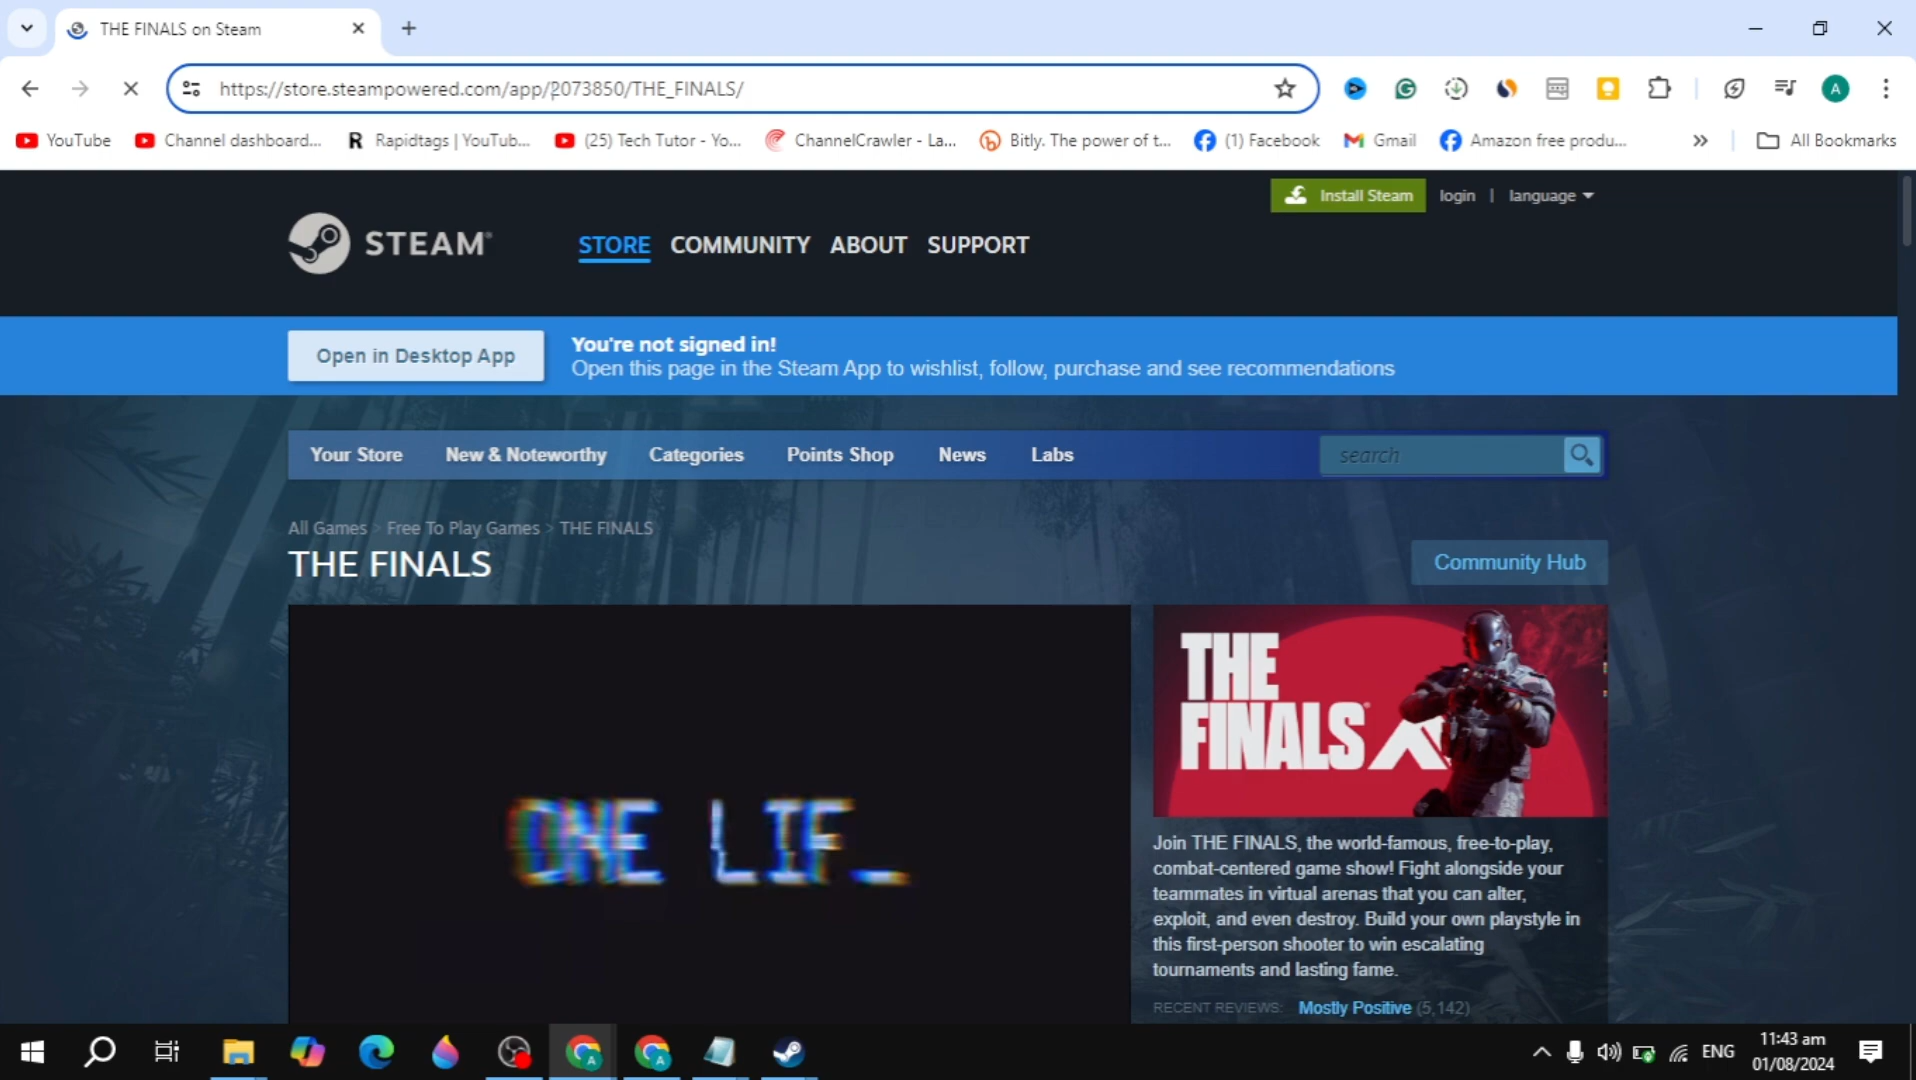 THE FINALS on Steam
https://store.steampowered.com/app/2073850/THE_FINALS/
A
YouTube
Channel dashboard...
Rapidtags | YouTub...
(25) Tech Tutor - Yo...
ChannelCrawler - La...
Bitly. The power of t...
(1) Facebook
Gmail
Amazon free produ...
»
All Bookmarks
Install Steam
login | language
STEAM®
STORE
COMMUNITY
ABOUT
SUPPORT
Open in Desktop App
You're not signed in!
Open this page in the Steam App to wishlist, follow, purchase and see recommendations
Your Store
New & Noteworthy
Categories
Points Shop
News
Labs
search
All Games > Free To Play Games > THE FINALS
THE FINALS
Community Hub
ONE LIF_
THE
FINALS
Join THE FINALS, the world-famous, free-to-play,
combat-centered game show! Fight alongside your
teammates in virtual arenas that you can alter,
exploit, and even destroy. Build your own playstyle in
this first-person shooter to win escalating
tournaments and lasting fame.
RECENT REVIEWS: Mostly Positive (5,142)
ENG
11:43 am
01/08/2024